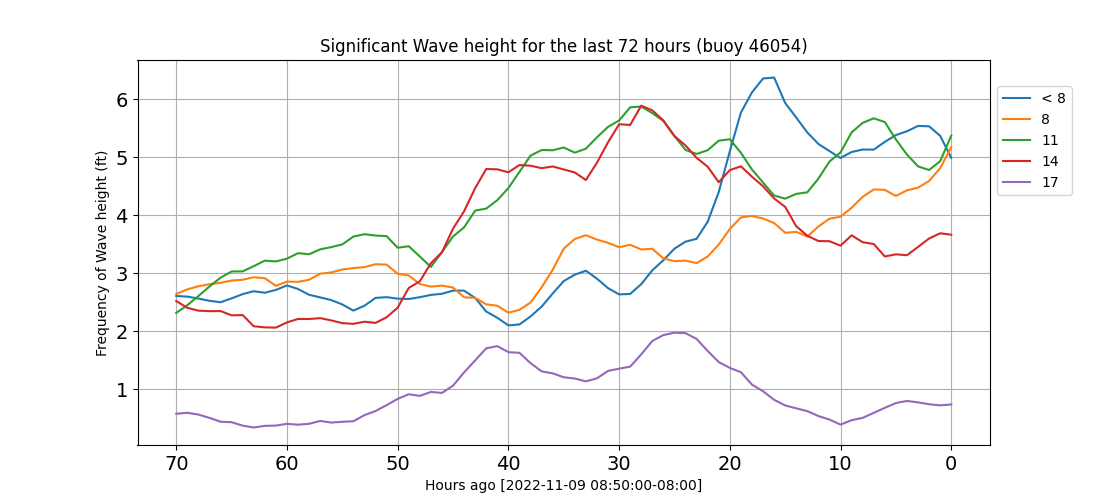 Significant Wave height for the last 72 hours (buoy 46054)
Frequency of Wave height (ft)
6
5
4
3
2
1
70 60 50 40 30 20 10 0
Hours ago [2022-11-09 08:50:00-08:00]
< 8
8
11
14
17